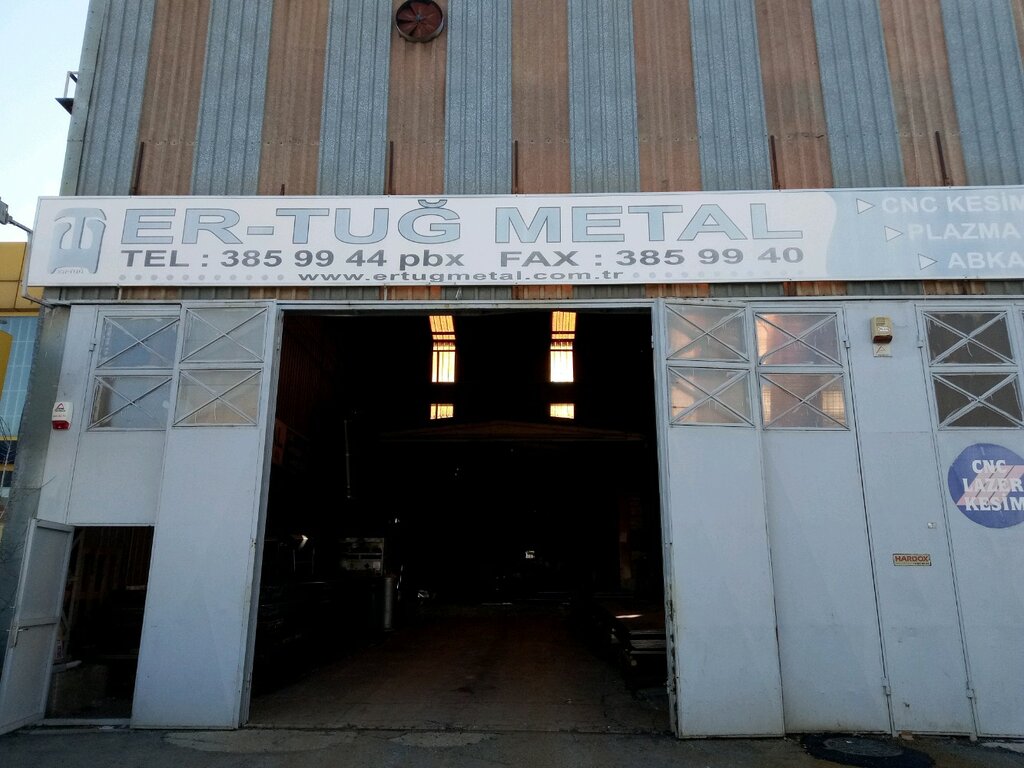 ER-TUĞ METAL
TEL : 385 99 44 pbx FAX : 385 99 40
www.ertugmetal.com.tr
CNC KESİM
PLAZMA
ABKA
CNC
LAZER
KESİM
HARDOX